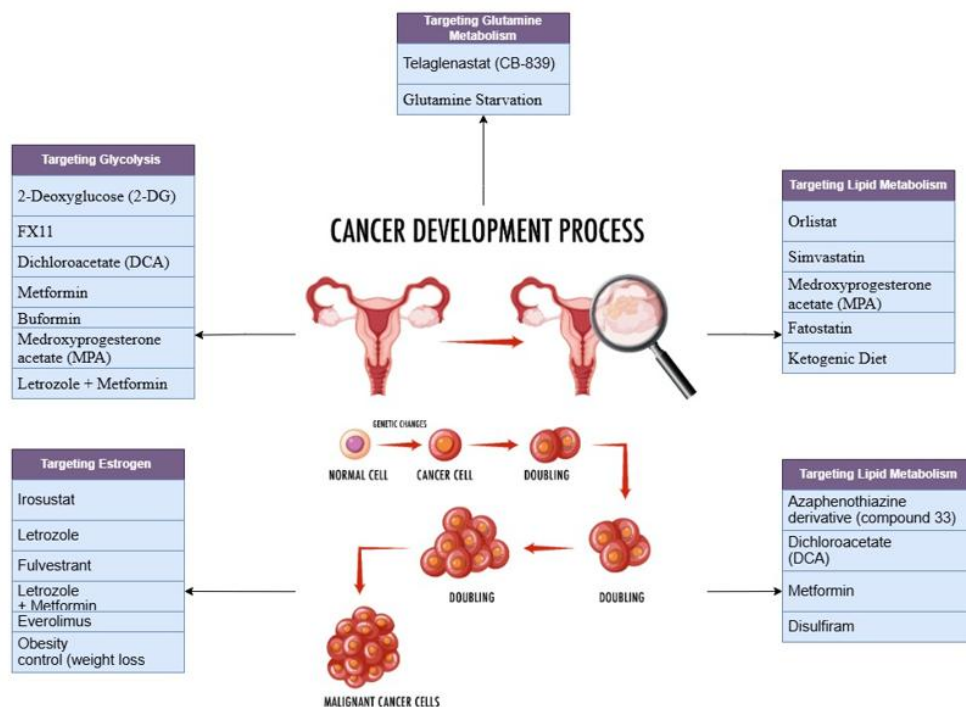 Targeting Glutamine
Metabolism
Telaglenastat (CB-839)
Glutamine Starvation
Targeting Glycolysis
2-Deoxyglucose (2-DG)
FX11
Dichloroacetate (DCA)
Metformin
Buformin
Medroxyprogesterone
acetate (MPA)
Letrozole + Metformin
Targeting Lipid Metabolism
Orlistat
Simvastatin
Medroxyprogesterone
acetate (MPA)
Fatostatin
Ketogenic Diet
CANCER DEVELOPMENT PROCESS
GENETIC CHANGES
NORMAL CELL
CANCER CELL
DOUBLING
DOUBLING
DOUBLING
MALIGNANT CANCER CELLS
Targeting Estrogen
Irosustat
Letrozole
Fulvestrant
Letrozole
+ Metformin
Everolimus
Obesity
control (weight loss
Targeting Lipid Metabolism
Azaphenothiazine
derivative (compound 33)
Dichloroacetate
(DCA)
Metformin
Disulfiram